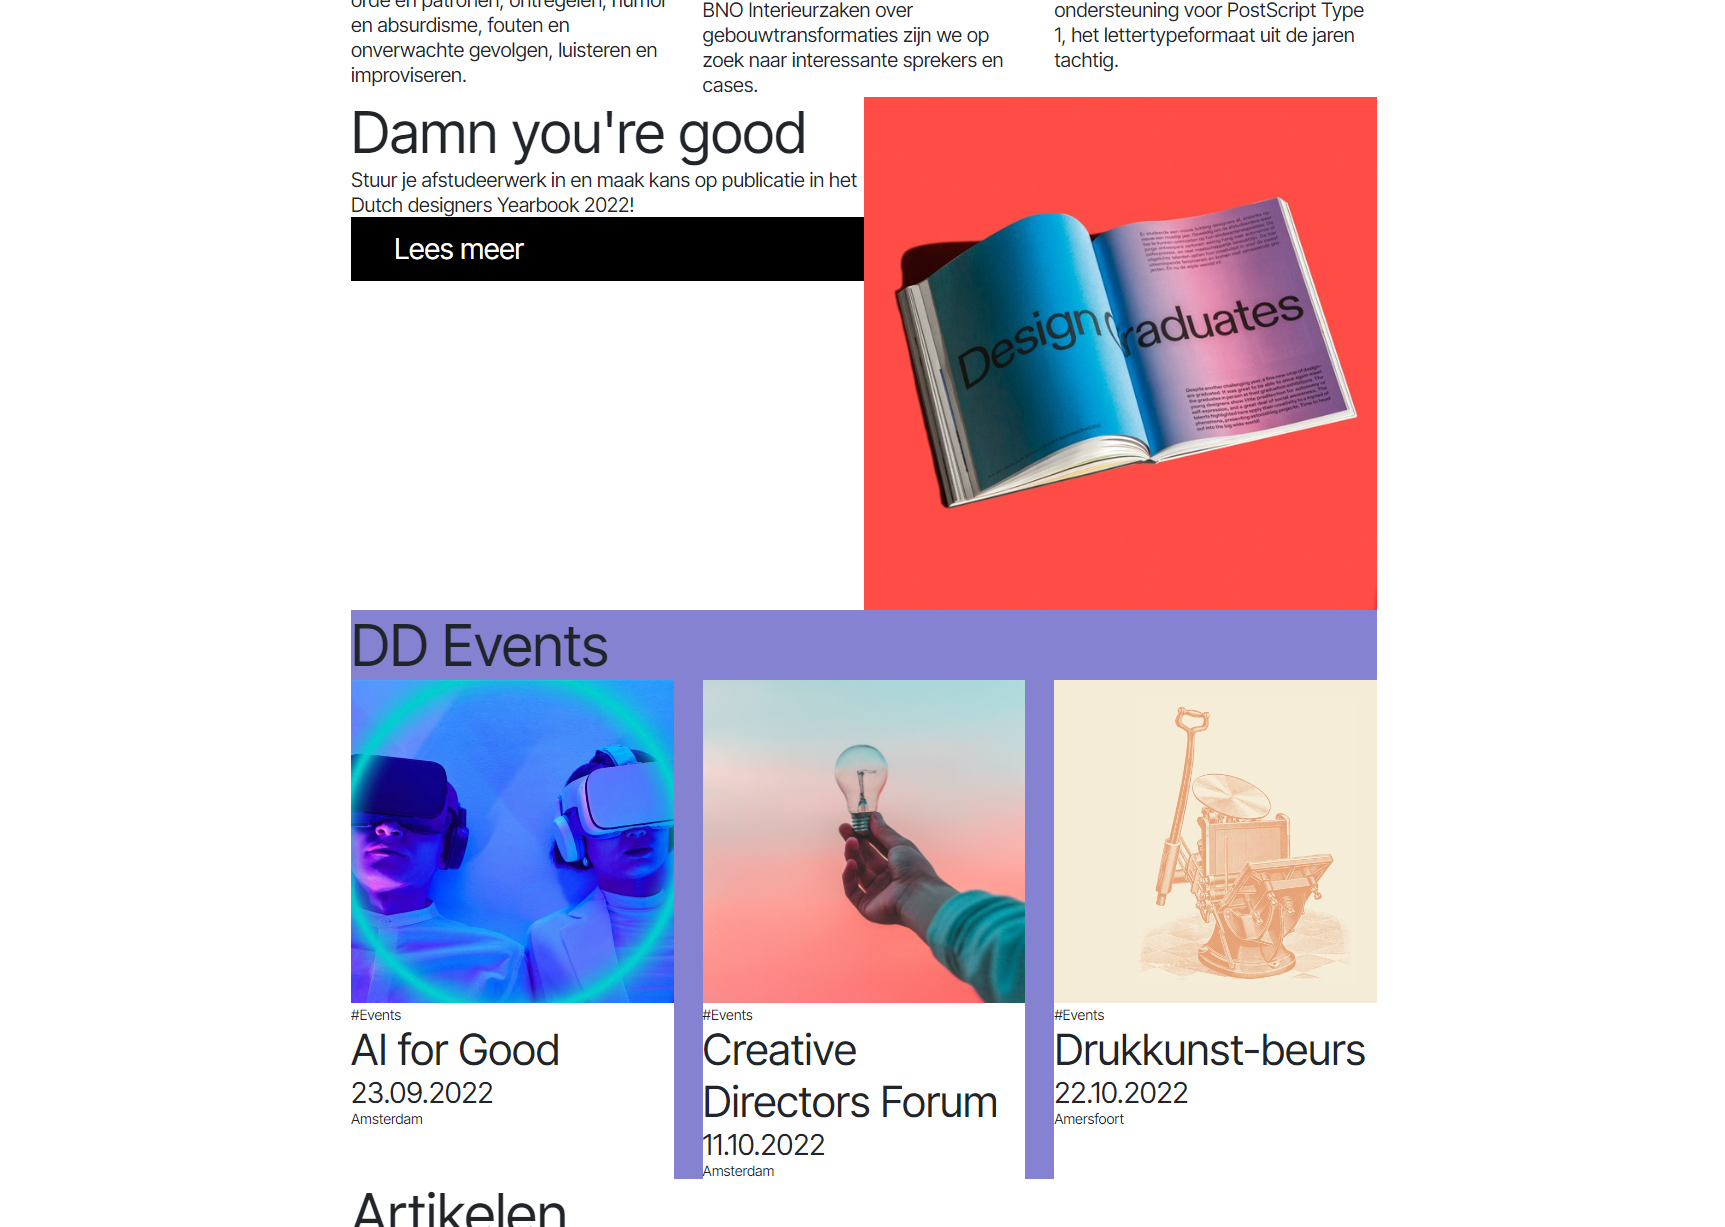 orde en patronen, ontregelen, humor
en absurdisme, fouten en
onverwachte gevolgen, luisteren en
improviseren.
BNO Interieurzaken over
gebouwtransformaties zijn we op
zoek naar interessante sprekers en
cases.
ondersteuning voor PostScript Type
1, het lettertypeformaat uit de jaren
tachtig.
Damn you're good
Stuur je afstudeerwerk in en maak kans op publicatie in het
Dutch designers Yearbook 2022!
Lees meer
Design Graduates
DD Events
#Events
AI for Good
23.09.2022
Amsterdam
#Events
Creative
Directors Forum
11.10.2022
Amsterdam
#Events
Drukkunst-beurs
22.10.2022
Amersfoort
Artikelen